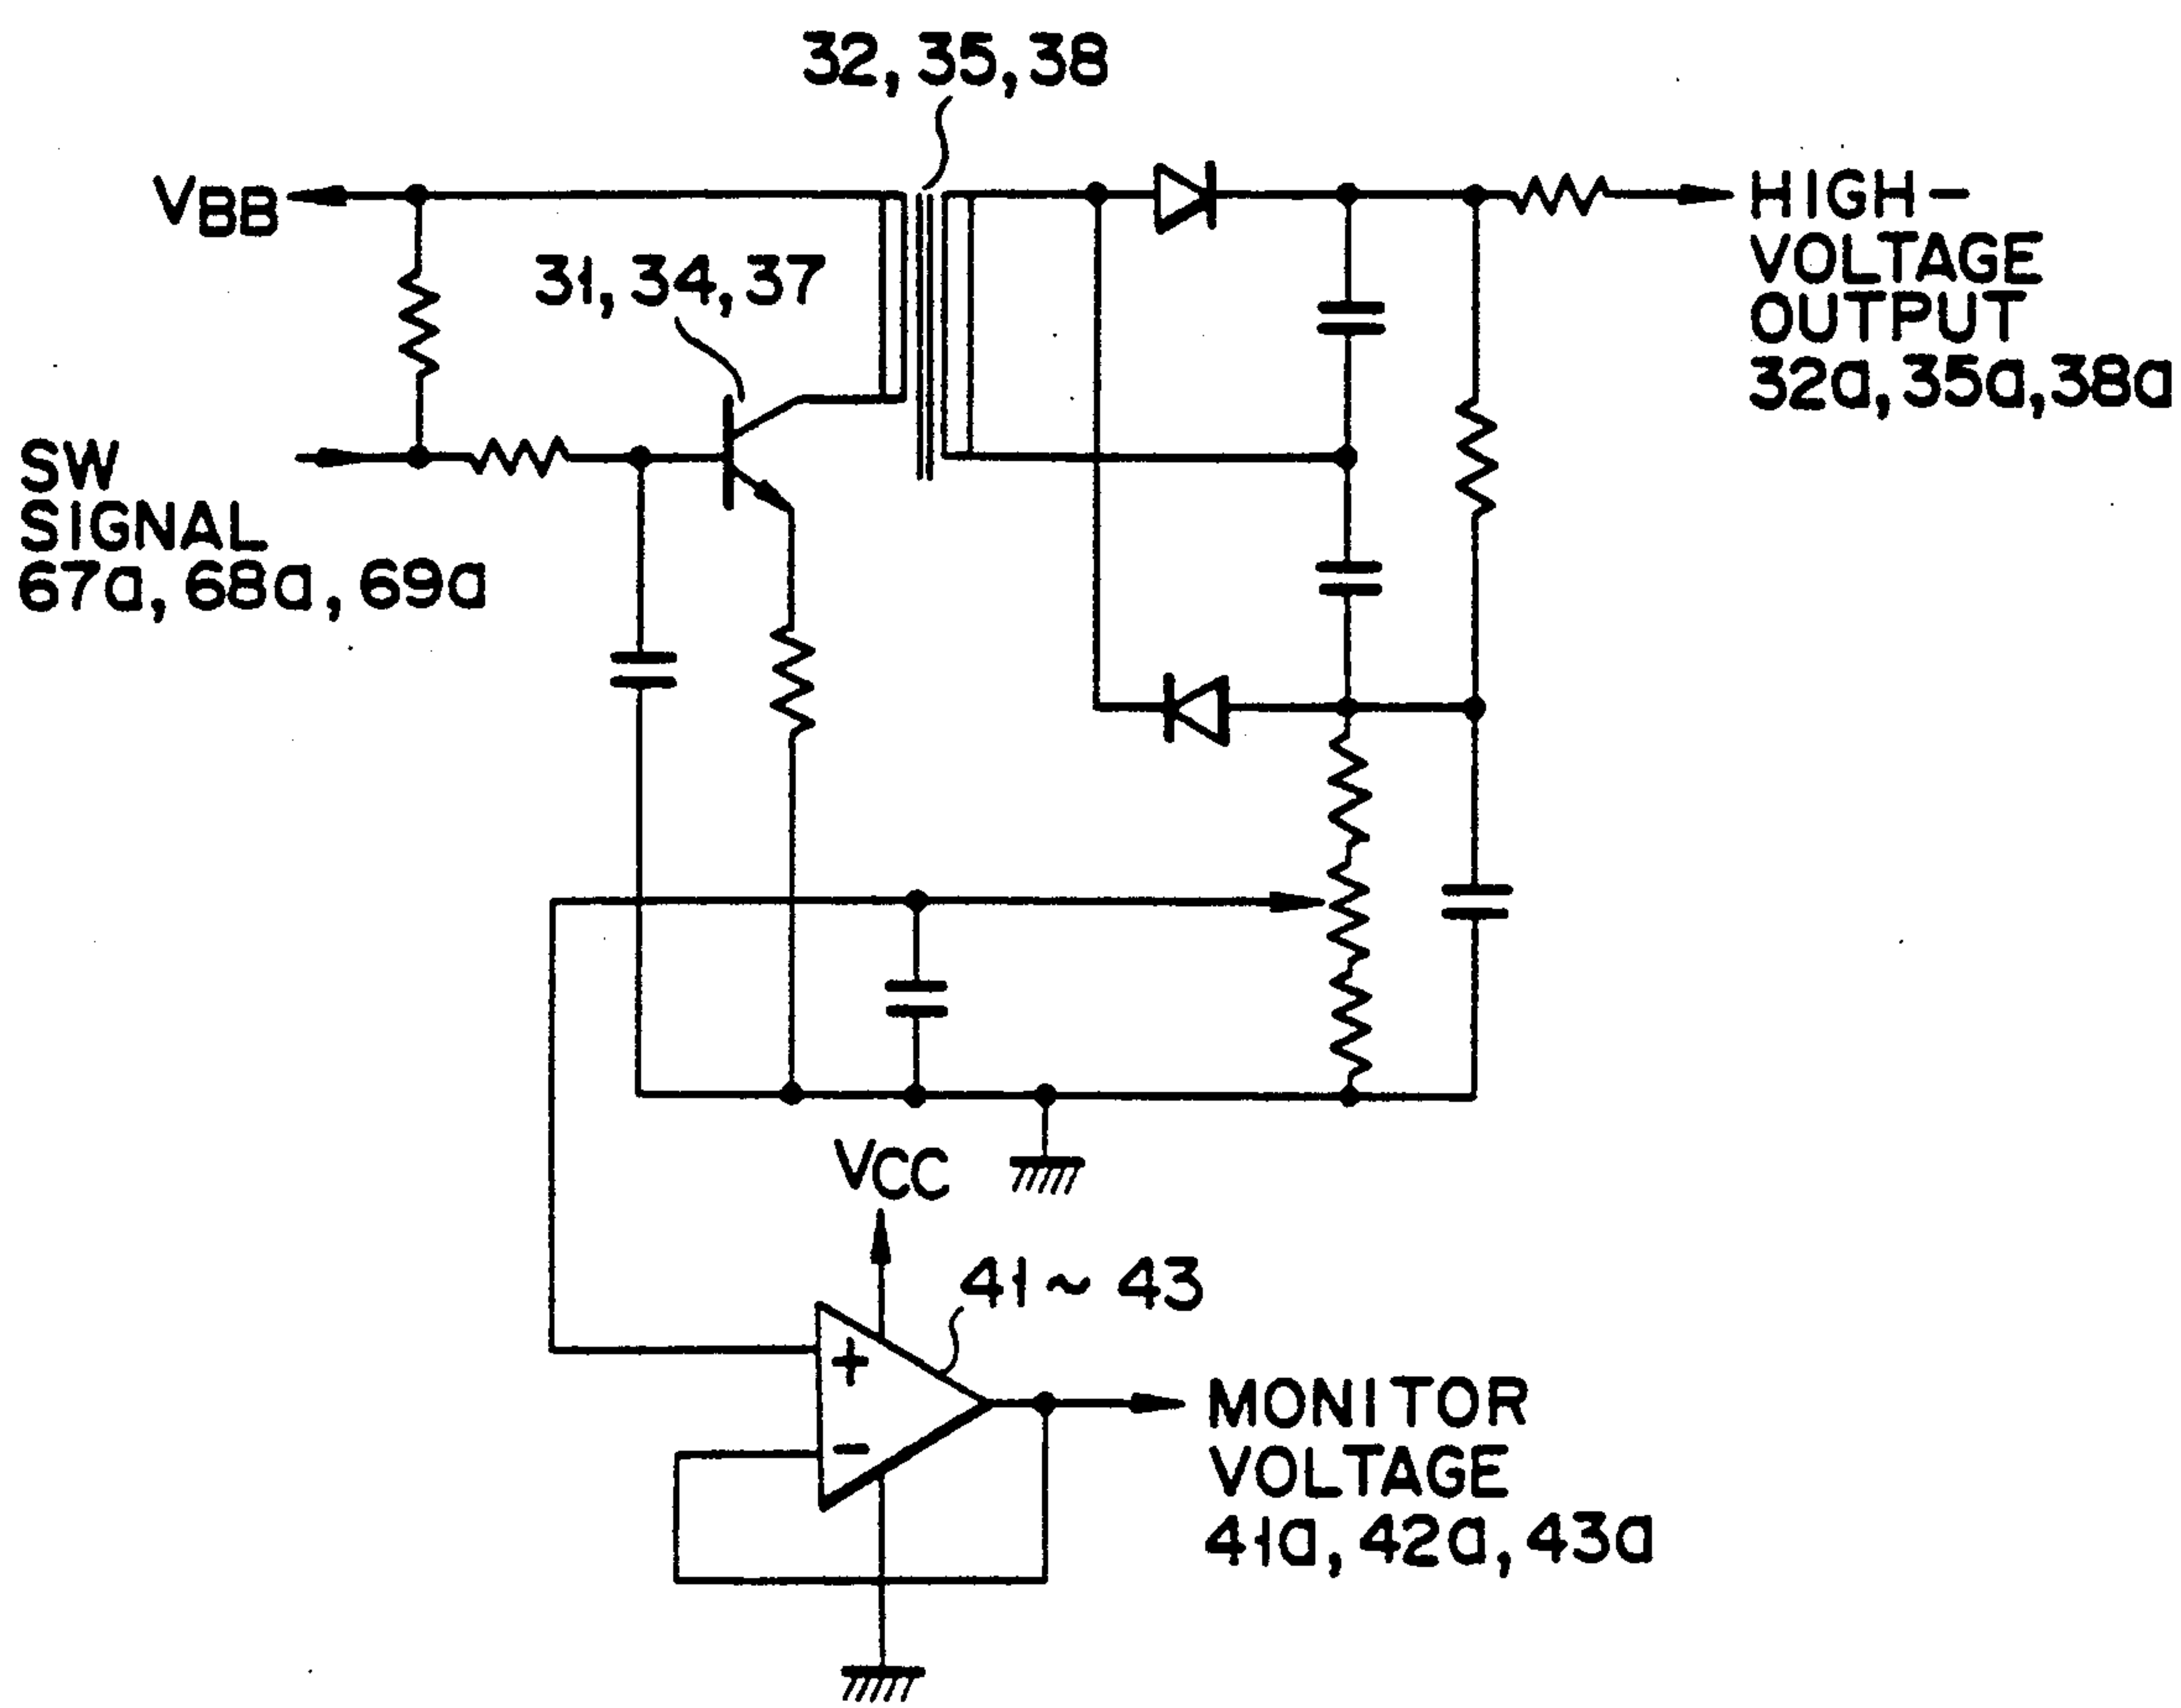 32, 35, 38
VBB
31, 34, 37
HIGH-
VOLTAGE
OUTPUT
32a, 35a, 38a
SW
SIGNAL
67a, 68a, 69a
VCC
41 ~ 43
+
-
MONITOR
VOLTAGE
41a, 42a, 43a